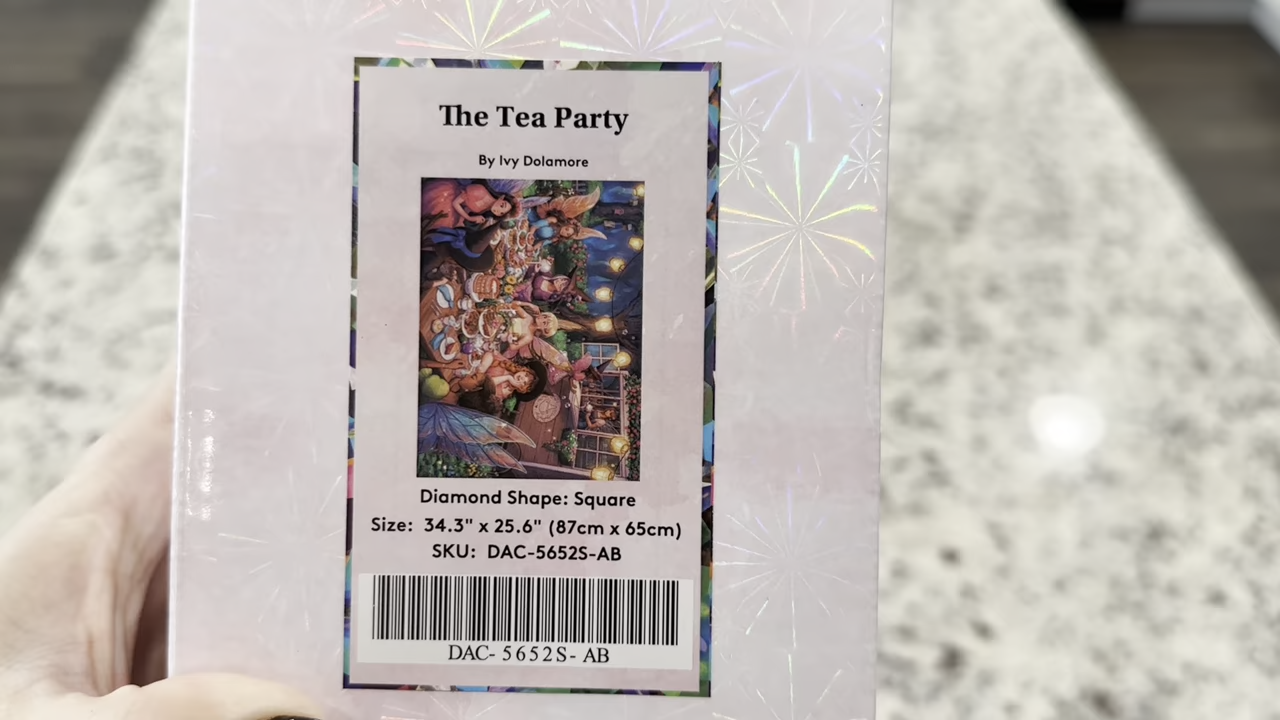 The Tea Party
By Ivy Dolamore
Diamond Shape: Square
Size: 34.3" x 25.6" (87cm x 65cm)
SKU: DAC-5652S-AB
DAC- 5652S- AB